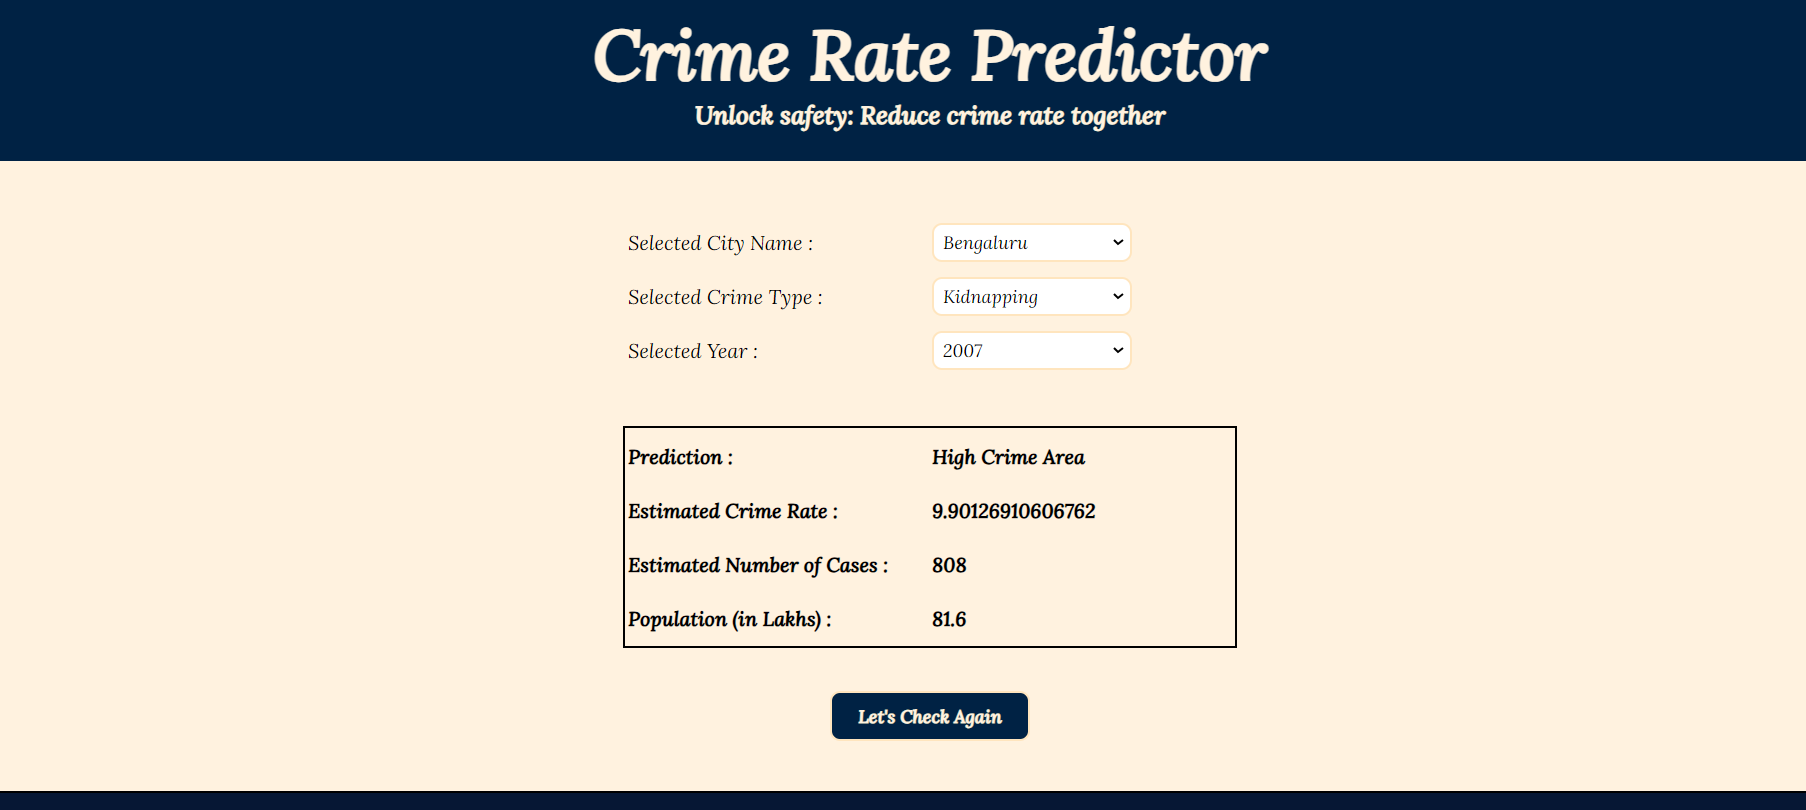 Crime Rate Predictor
Unlock safety: Reduce crime rate together
Selected City Name : Bengaluru
Selected Crime Type : Kidnapping
Selected Year : 2007
Prediction : High Crime Area
Estimated Crime Rate : 9.90126910606762
Estimated Number of Cases : 808
Population (in Lakhs) : 81.6
Let's Check Again